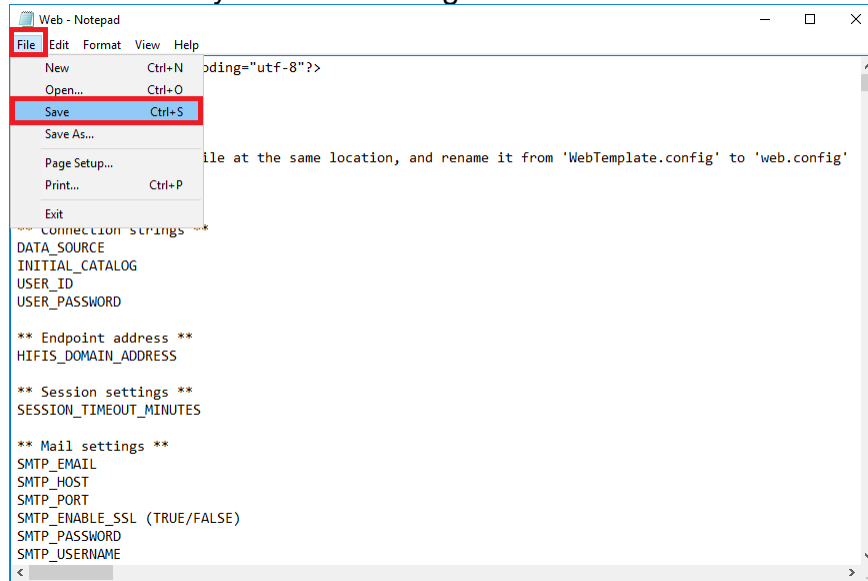 Web - Notepad
File Edit Format View Help
New Ctrl+N
Open... Ctrl+O
Save Ctrl+S
Save As...
Page Setup...
Print... Ctrl+P
Exit
oding="utf-8"?>
ile at the same location, and rename it from 'WebTemplate.config' to 'web.config'
** Connection strings **
DATA_SOURCE
INITIAL_CATALOG
USER_ID
USER_PASSWORD
** Endpoint address **
HIFIS_DOMAIN_ADDRESS
** Session settings **
SESSION_TIMEOUT_MINUTES
** Mail settings **
SMTP_EMAIL
SMTP_HOST
SMTP_PORT
SMTP_ENABLE_SSL (TRUE/FALSE)
SMTP_PASSWORD
SMTP_USERNAME